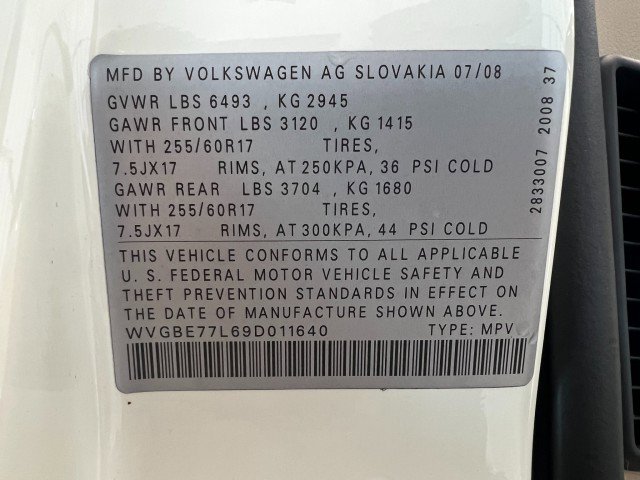 MFD BY VOLKSWAGEN AG SLOVAKIA 07/08
GVWR LBS 6493 , KG 2945
GAWR FRONT LBS 3120 , KG 1415
WITH 255/60R17 TIRES,
7.5JX17 RIMS, AT 250KPA, 36 PSI COLD
GAWR REAR LBS 3704 , KG 1680
WITH 255/60R17 TIRES,
7.5JX17 RIMS, AT 300KPA, 44 PSI COLD
THIS VEHICLE CONFORMS TO ALL APPLICABLE
U. S. FEDERAL MOTOR VEHICLE SAFETY AND
THEFT PREVENTION STANDARDS IN EFFECT ON
THE DATE OF MANUFACTURE SHOWN ABOVE.
WVGBE77L69D011640 TYPE: MPV
2833007 2008 37